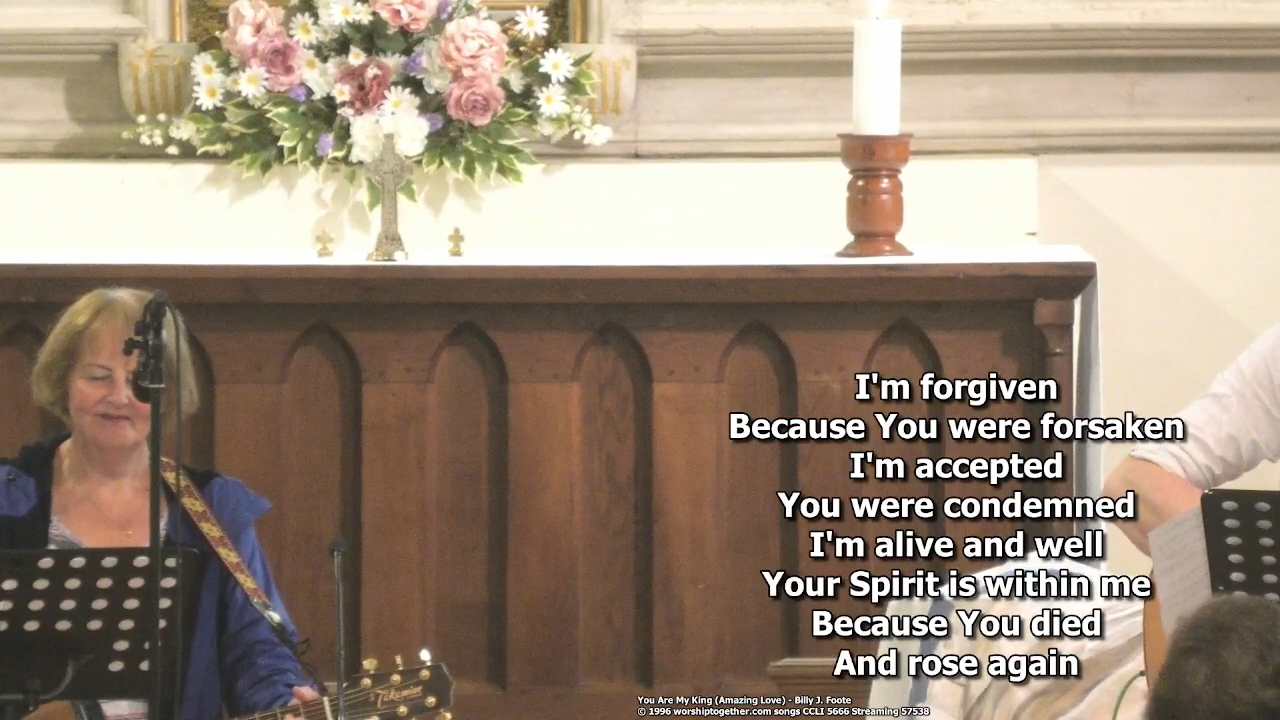 I'm forgiven
Because You were forsaken
I'm accepted
You were condemned
I'm alive and well
Your Spirit is within me
Because You died
And rose again
Takamine
You Are My King (Amazing Love) - Billy J. Foote
© 1996 worshiptogether.com songs CCLI 5666 Streaming 57538